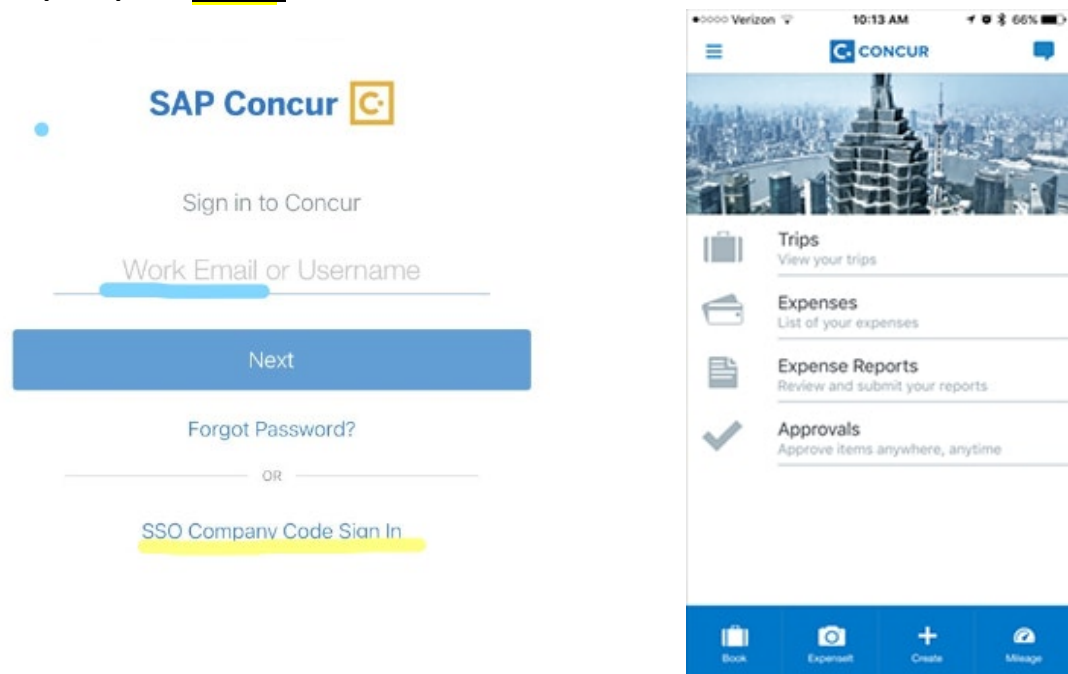 SAP Concur C
Sign in to Concur
Work Email or Username
Next
Forgot Password?
OR
SSO Company Code Sign In
Verizon 10:13 AM 66%
C. CONCUR
Trips
View your trips
Expenses
List of your expenses
Expense Reports
Review and submit your reports
Approvals
Approve items anywhere, anytime
Book ExpenseIt Create Mileage